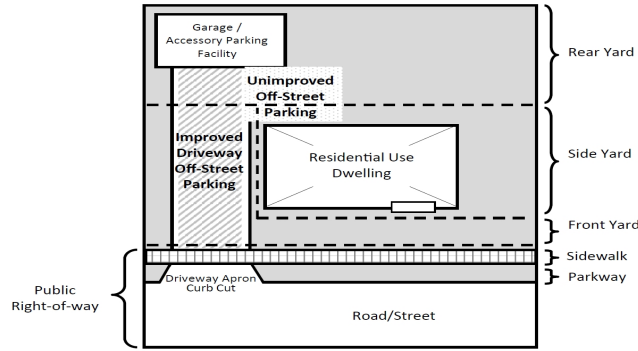 Garage /
Accessory Parking
Facility
Unimproved
Off-Street
Parking
Improved
Driveway
Off-Street
Parking
Residential Use
Dwelling
Rear Yard
Side Yard
Front Yard
Sidewalk
Parkway
Driveway Apron
Curb Cut
Public
Right-of-way
Road/Street